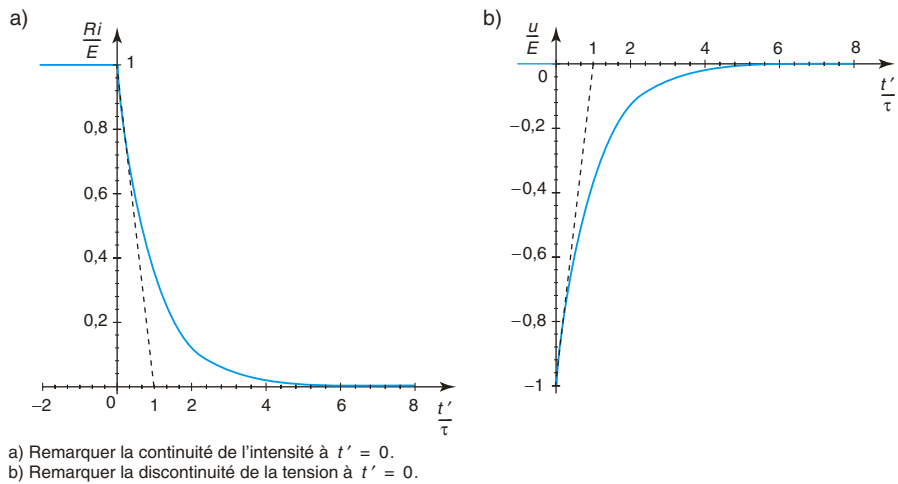 a)
Ri
E
1
0,8
0,6
0,4
0,2
−2 0 1 2 4 6 8
t′
τ
b)
u
E
1 2 4 6 8
0
t′
τ
−0,2
−0,4
−0,6
−0,8
−1
a) Remarquer la continuité de l’intensité à t′ = 0.
b) Remarquer la discontinuité de la tension à t′ = 0.